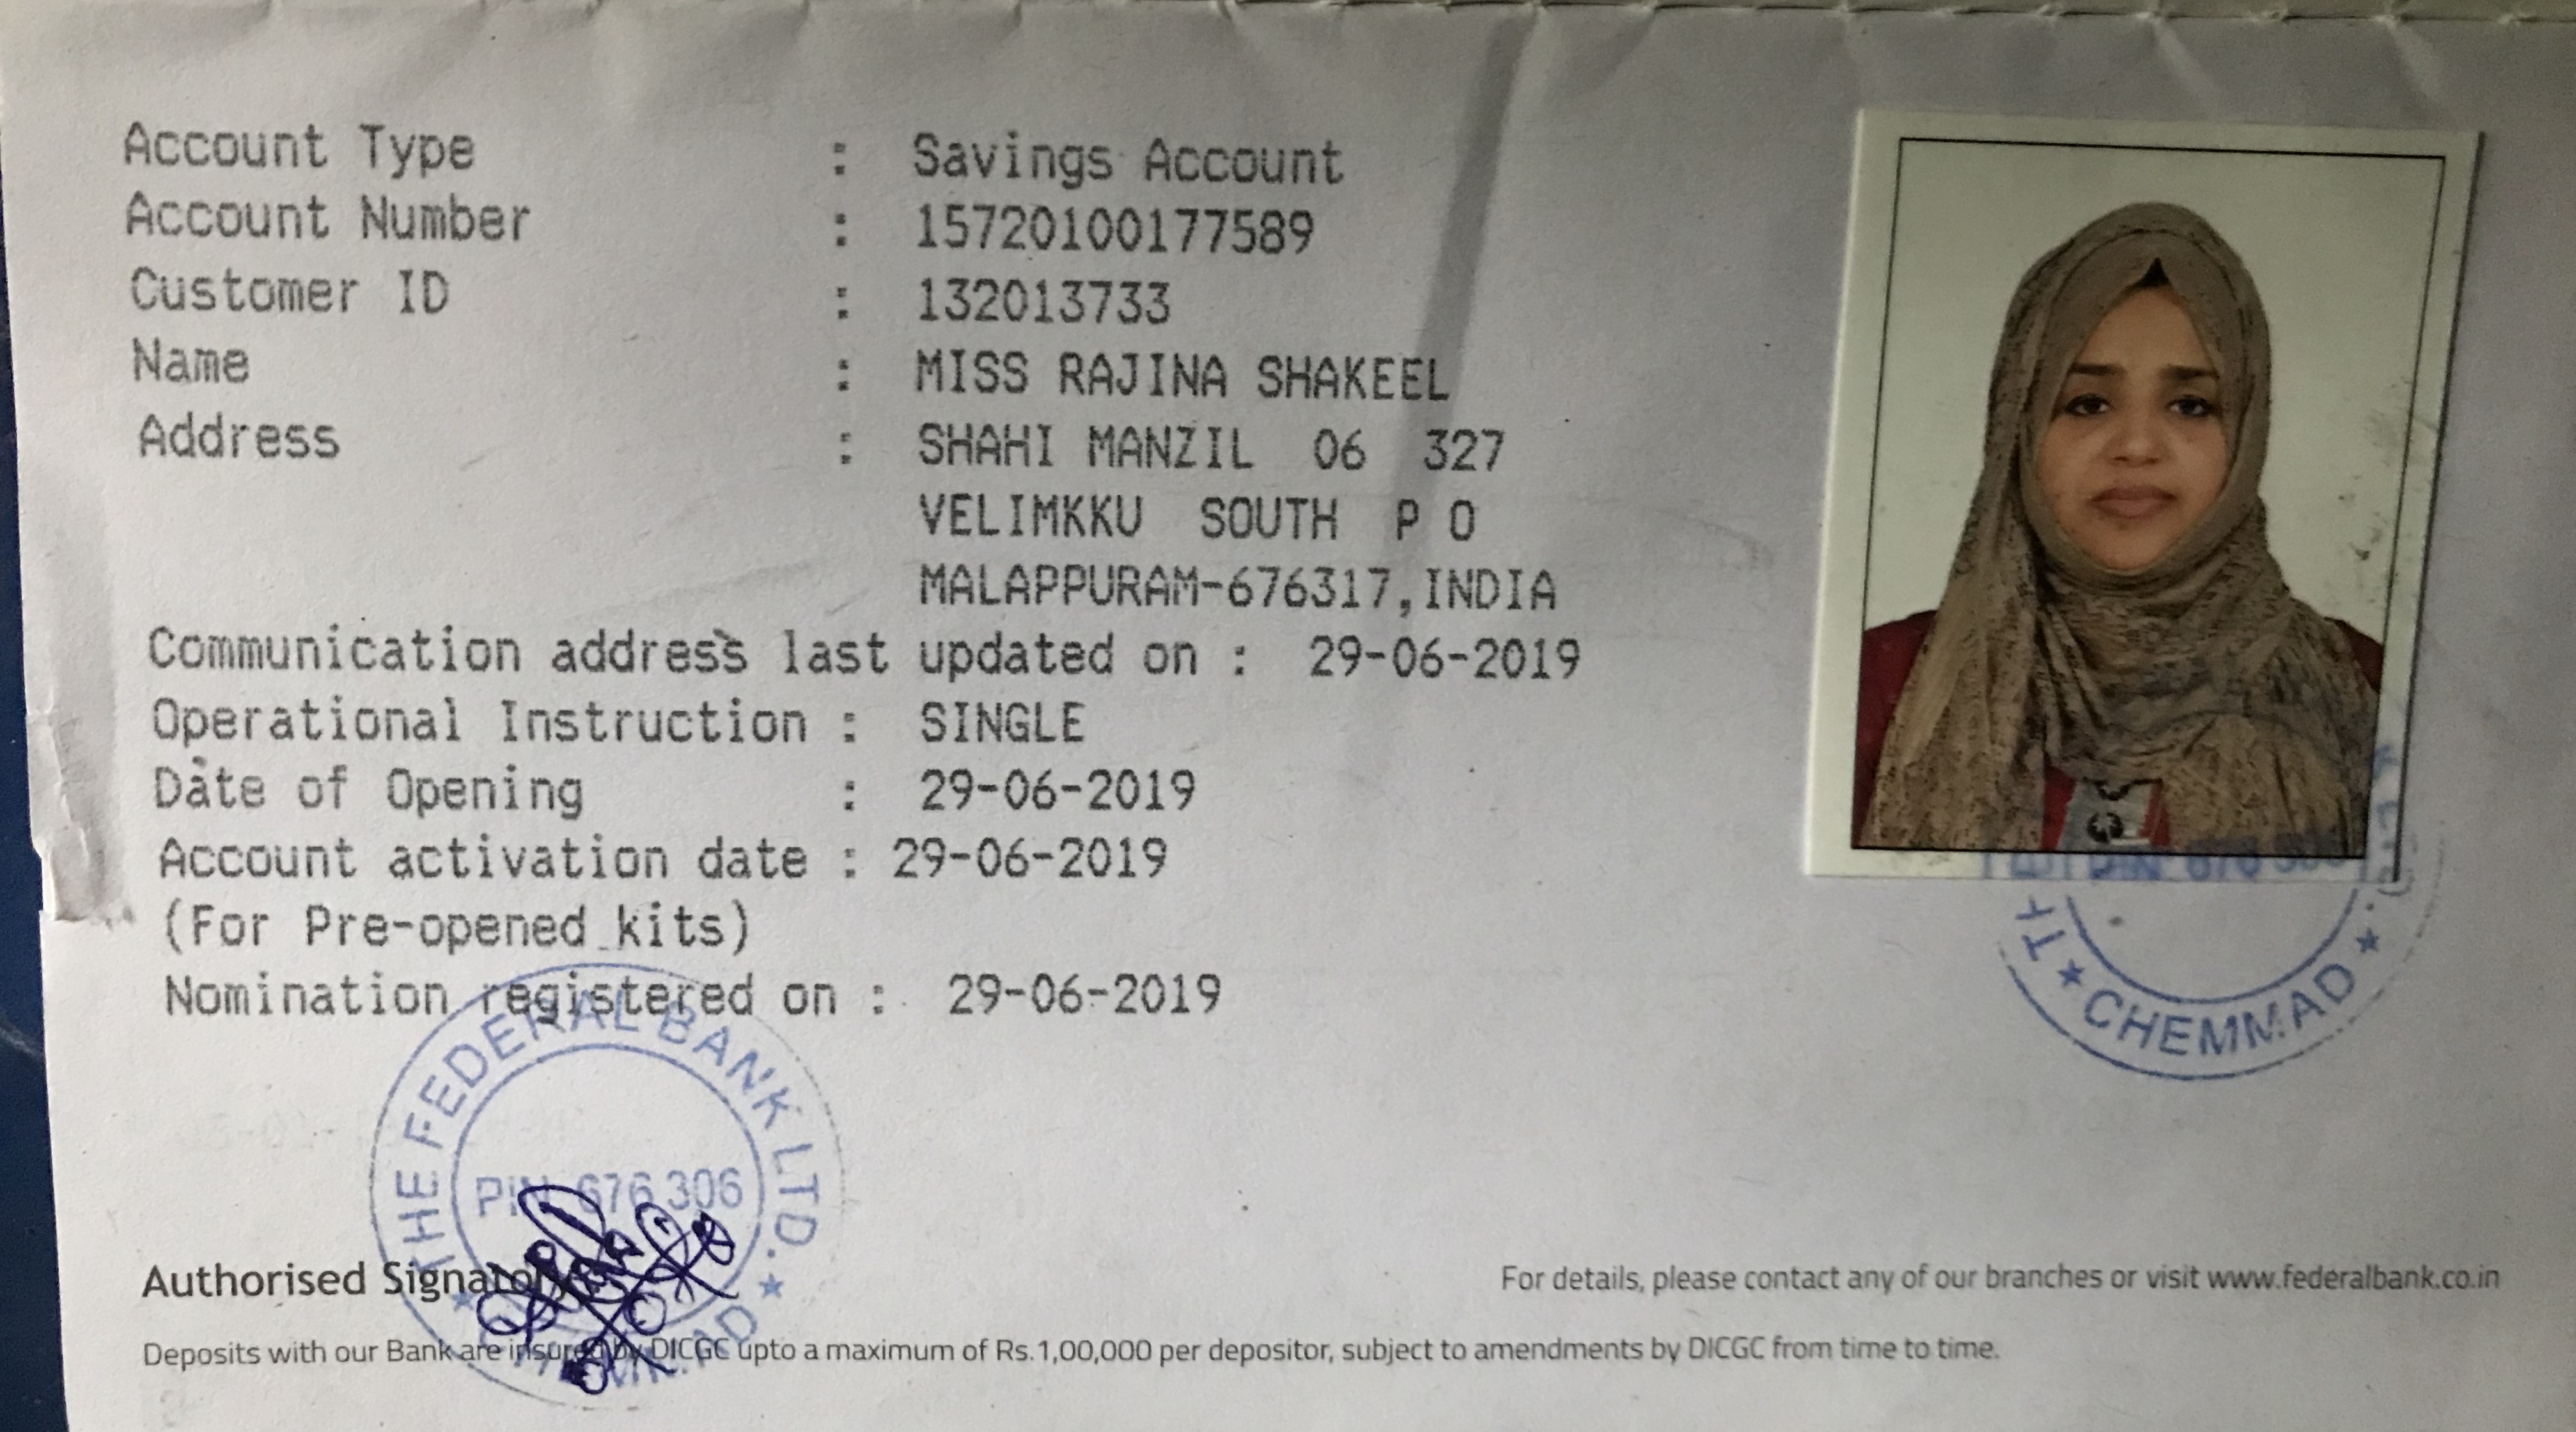 Account Type : Savings Account
Account Number : 15720100177589
Customer ID : 132013733
Name : MISS RAJINA SHAKEEL
Address : SHAHI MANZIL 06 327
VELIMKKU SOUTH P O
MALAPPURAM-676317,INDIA
Communication address last updated on : 29-06-2019
Operational Instruction : SINGLE
Date of Opening : 29-06-2019
Account activation date : 29-06-2019
(For Pre-opened kits)
Nomination registered on : 29-06-2019
THE FEDERAL BANK LTD.
PIN 676 306
CHEMMAD
Authorised Signatory
For details, please contact any of our branches or visit www.federalbank.co.in
Deposits with our Bank are insured by DICGC upto a maximum of Rs.1,00,000 per depositor, subject to amendments by DICGC from time to time.